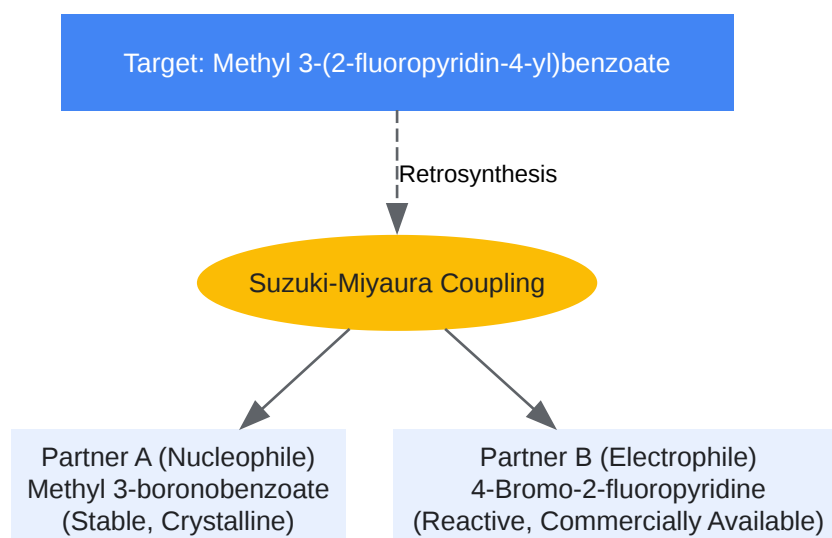 Target: Methyl 3-(2-fluoropyridin-4-yl)benzoate
Retrosynthesis
Suzuki-Miyaura Coupling
Partner A (Nucleophile)
Methyl 3-boronobenzoate
(Stable, Crystalline)
Partner B (Electrophile)
4-Bromo-2-fluoropyridine
(Reactive, Commercially Available)